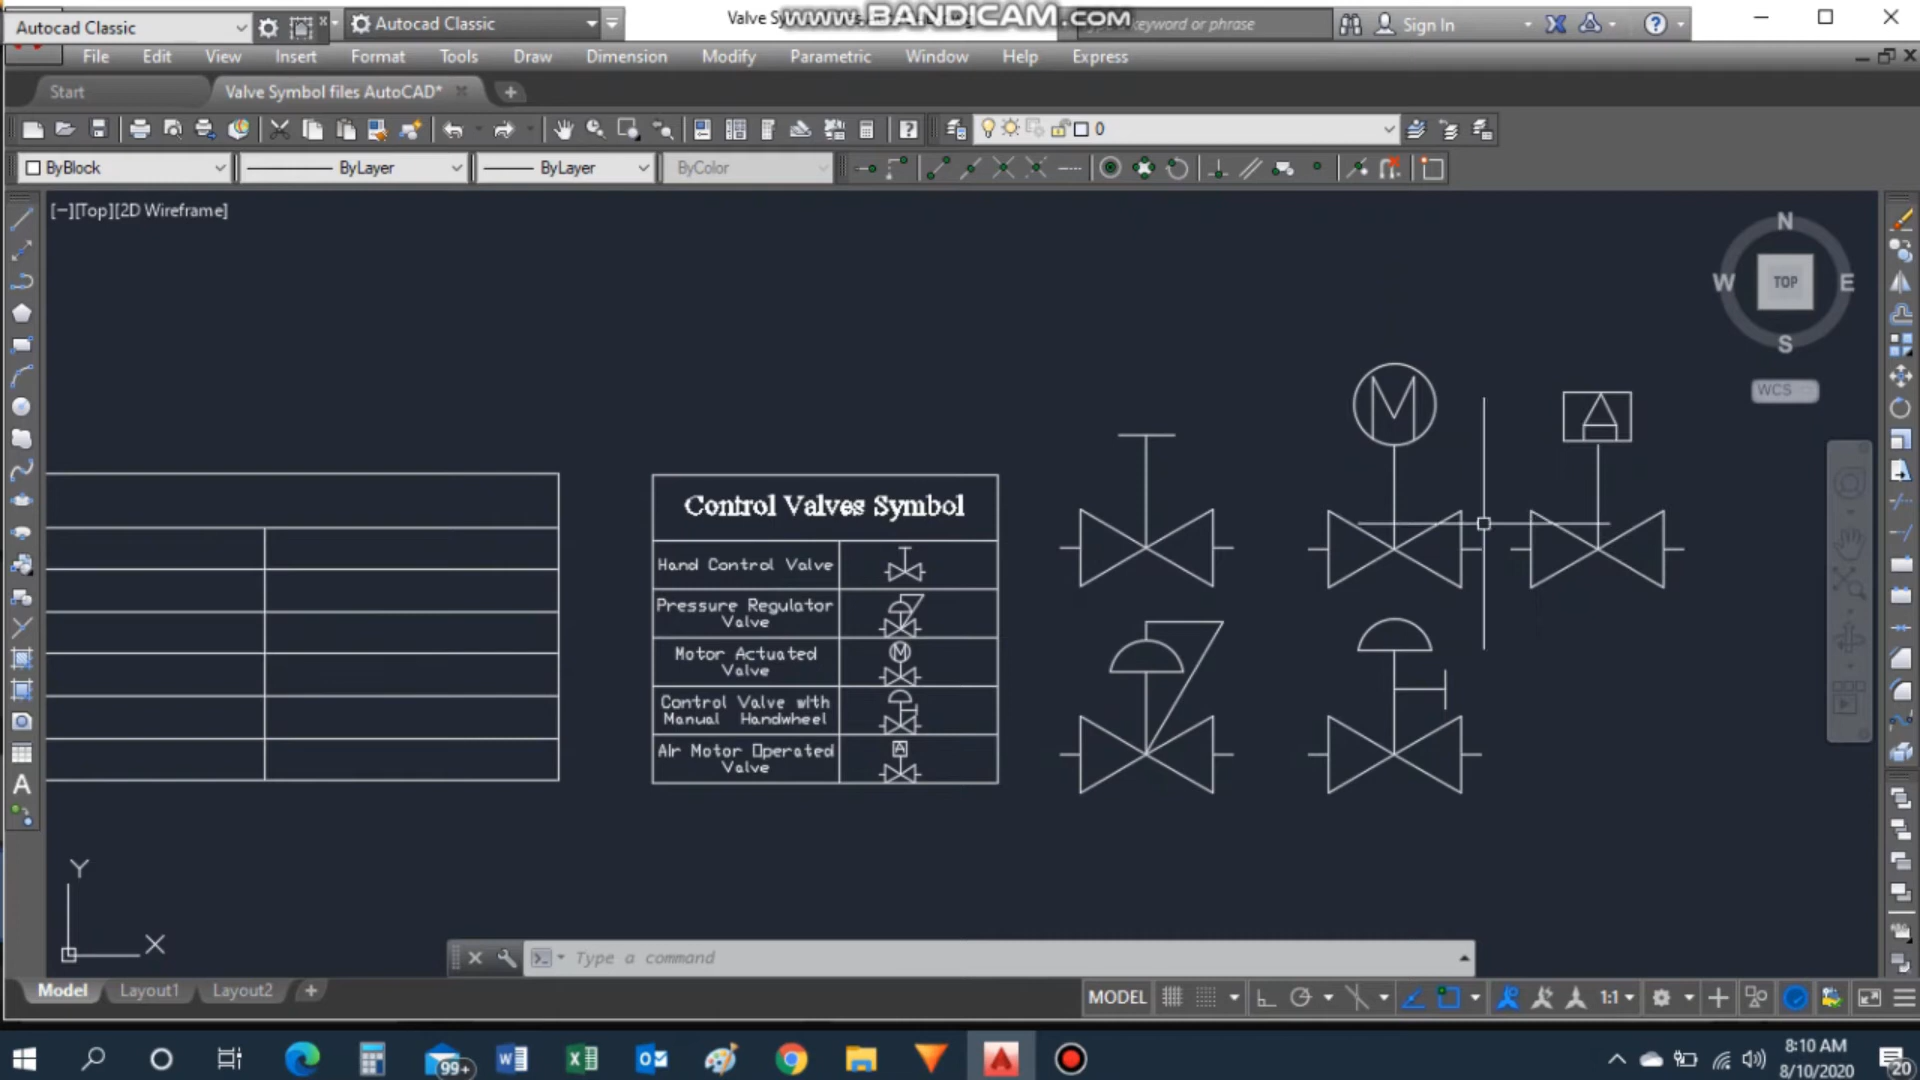 Autocad Classic
Autocad Classic
Valve Sy
www.BANDICAM.com
keyword or phrase
Sign In
File Edit View Insert Format Tools Draw Dimension Modify Parametric Window Help Express
Start
Valve Symbol files AutoCAD*
0
ByBlock
ByLayer
ByLayer
ByColor
[−][Top][2D Wireframe]
N
W
TOP
E
S
WCS
M
A
Control Valves Symbol
Hand Control Valve
Pressure Regulator
Valve
Motor Actuated
Valve
M
Control Valve with
Manual Handwheel
Air Motor Operated
Valve
A
Y
X
Type a command
Model
Layout1
Layout2
MODEL
1:1
99+
8:10 AM
8/10/2020
20